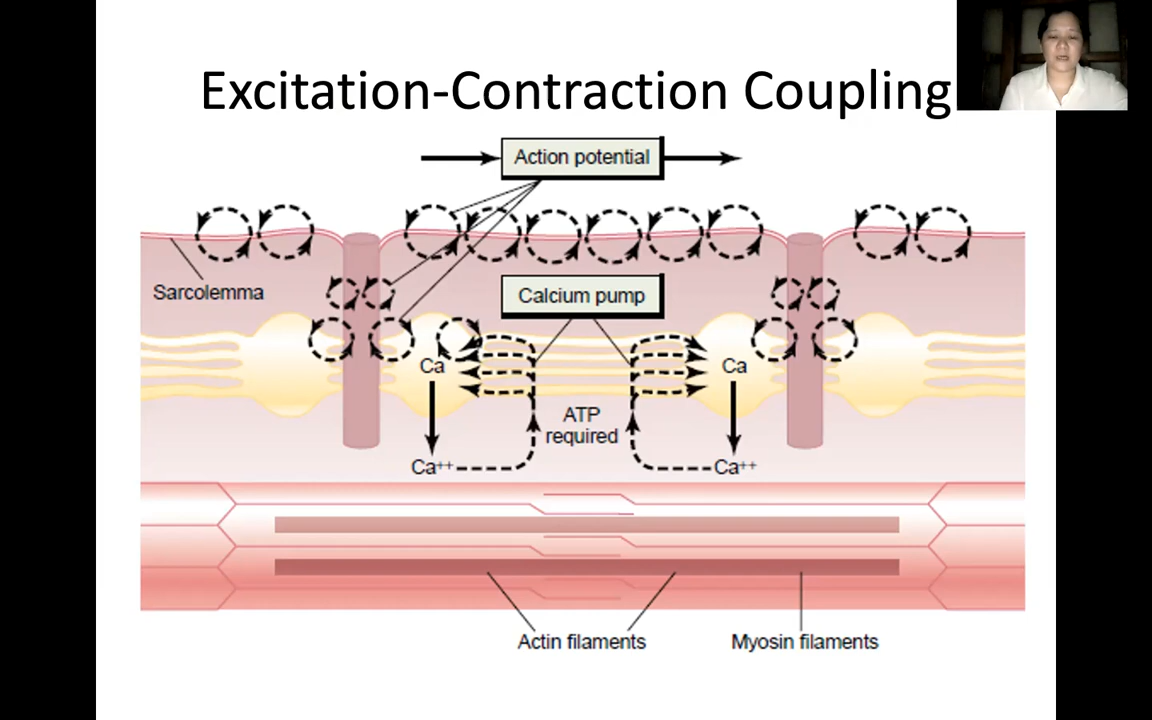 Excitation-Contraction Coupling
Action potential
Sarcolemma
Calcium pump
Ca
Ca
ATP
required
Ca++
Ca++
Actin filaments
Myosin filaments